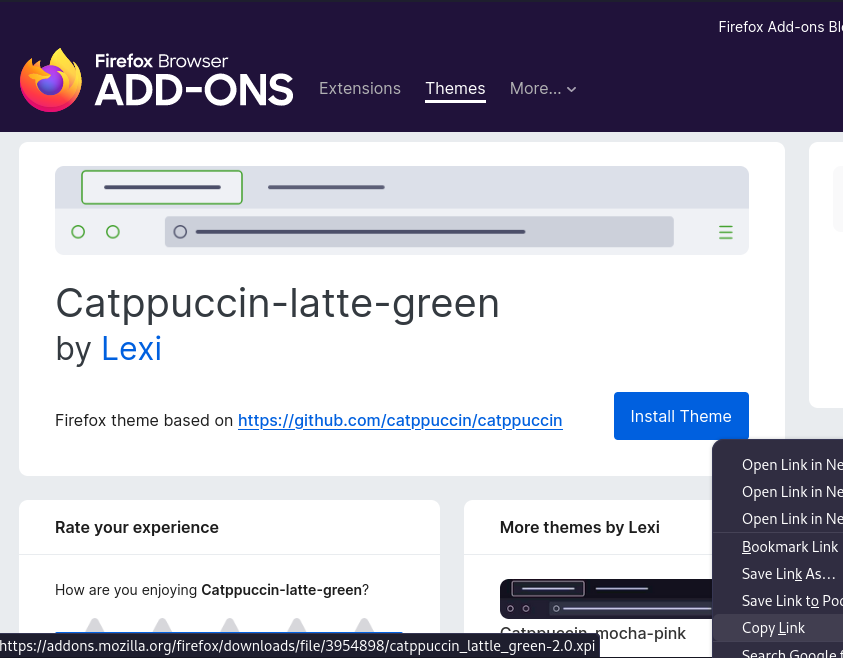 Firefox Add-ons Blo
Firefox Browser
ADD-ONS
Extensions
Themes
More...
Catppuccin-latte-green
by Lexi
Firefox theme based on https://github.com/catppuccin/catppuccin
Install Theme
Open Link in Ne
Open Link in Ne
Open Link in Ne
Bookmark Link
Save Link As…
Save Link to Poc
Copy Link
Search Google f
Rate your experience
How are you enjoying Catppuccin-latte-green?
More themes by Lexi
Catppuccin-mocha-pink
https://addons.mozilla.org/firefox/downloads/file/3954898/catppuccin_lattle_green-2.0.xpi